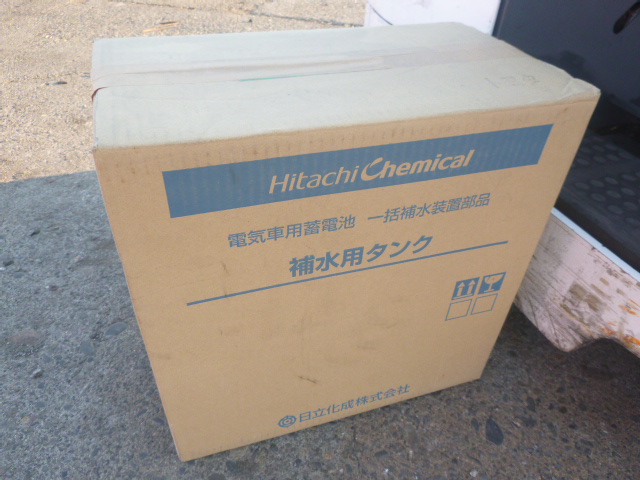 Hitachi Chemical
電気車用蓄電池 一括補水装置部品
補水用タンク
日立化成株式会社